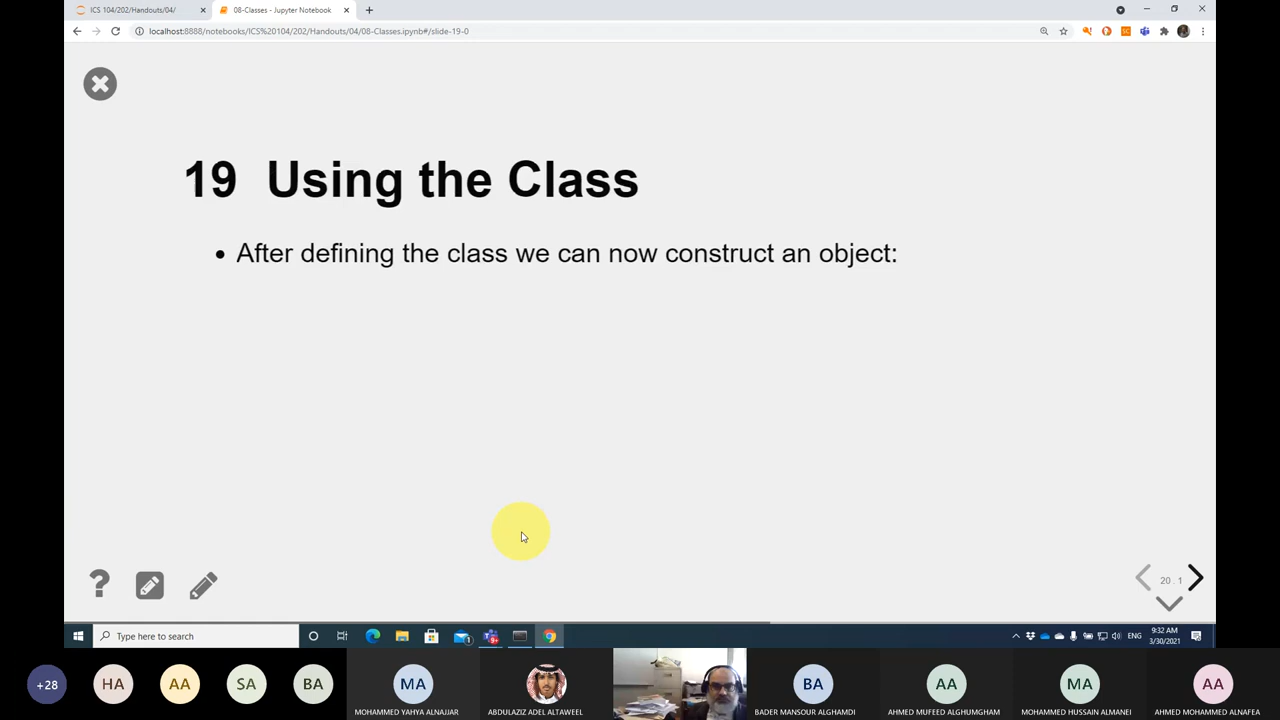 ICS 104/202/Handouts/04/
08-Classes - Jupyter Notebook
localhost:8888/notebooks/ICS%20104/202/Handouts/04/08-Classes.ipynb#/slide-19-0
19 Using the Class
• After defining the class we can now construct an object:
20 . 1
Type here to search
ENG
9:32 AM
3/30/2021
+28
HA
AA
SA
BA
MA
MOHAMMED YAHYA ALNAJJAR
ABDULAZIZ ADEL ALTAWEEL
BA
BADER MANSOUR ALGHAMDI
AA
AHMED MUFEED ALGHUMGHAM
MA
MOHAMMED HUSSAIN ALMANEI
AA
AHMED MOHAMMED ALNAFEA